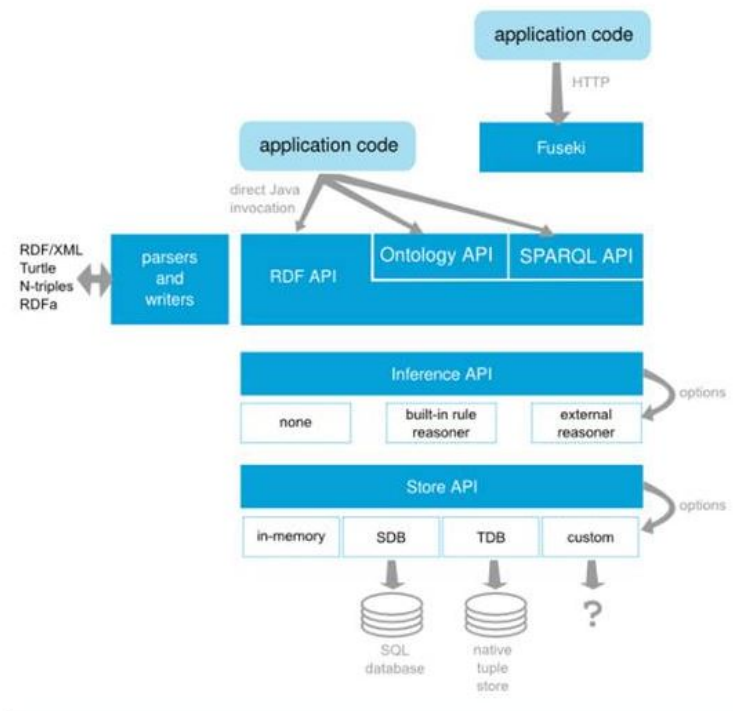 application code
HTTP
Fuseki
application code
direct Java
invocation
RDF/XML
Turtle
N-triples
RDFa
parsers
and
writers
RDF API
Ontology API
SPARQL API
Inference API
options
none
built-in rule
reasoner
external
reasoner
Store API
options
in-memory
SDB
TDB
custom
SQL
database
native
tuple
store
?